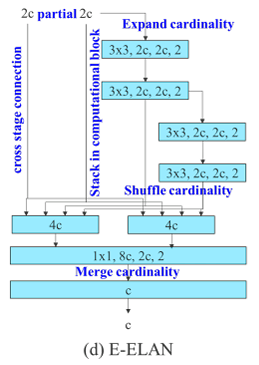 2c partial 2c
Expand cardinality
3x3, 2c, 2c, 2
cross stage connection
Stack in computational block
3x3, 2c, 2c, 2
3x3, 2c, 2c, 2
3x3, 2c, 2c, 2
Shuffle cardinality
4c
4c
1x1, 8c, 2c, 2
Merge cardinality
c
c
(d) E-ELAN